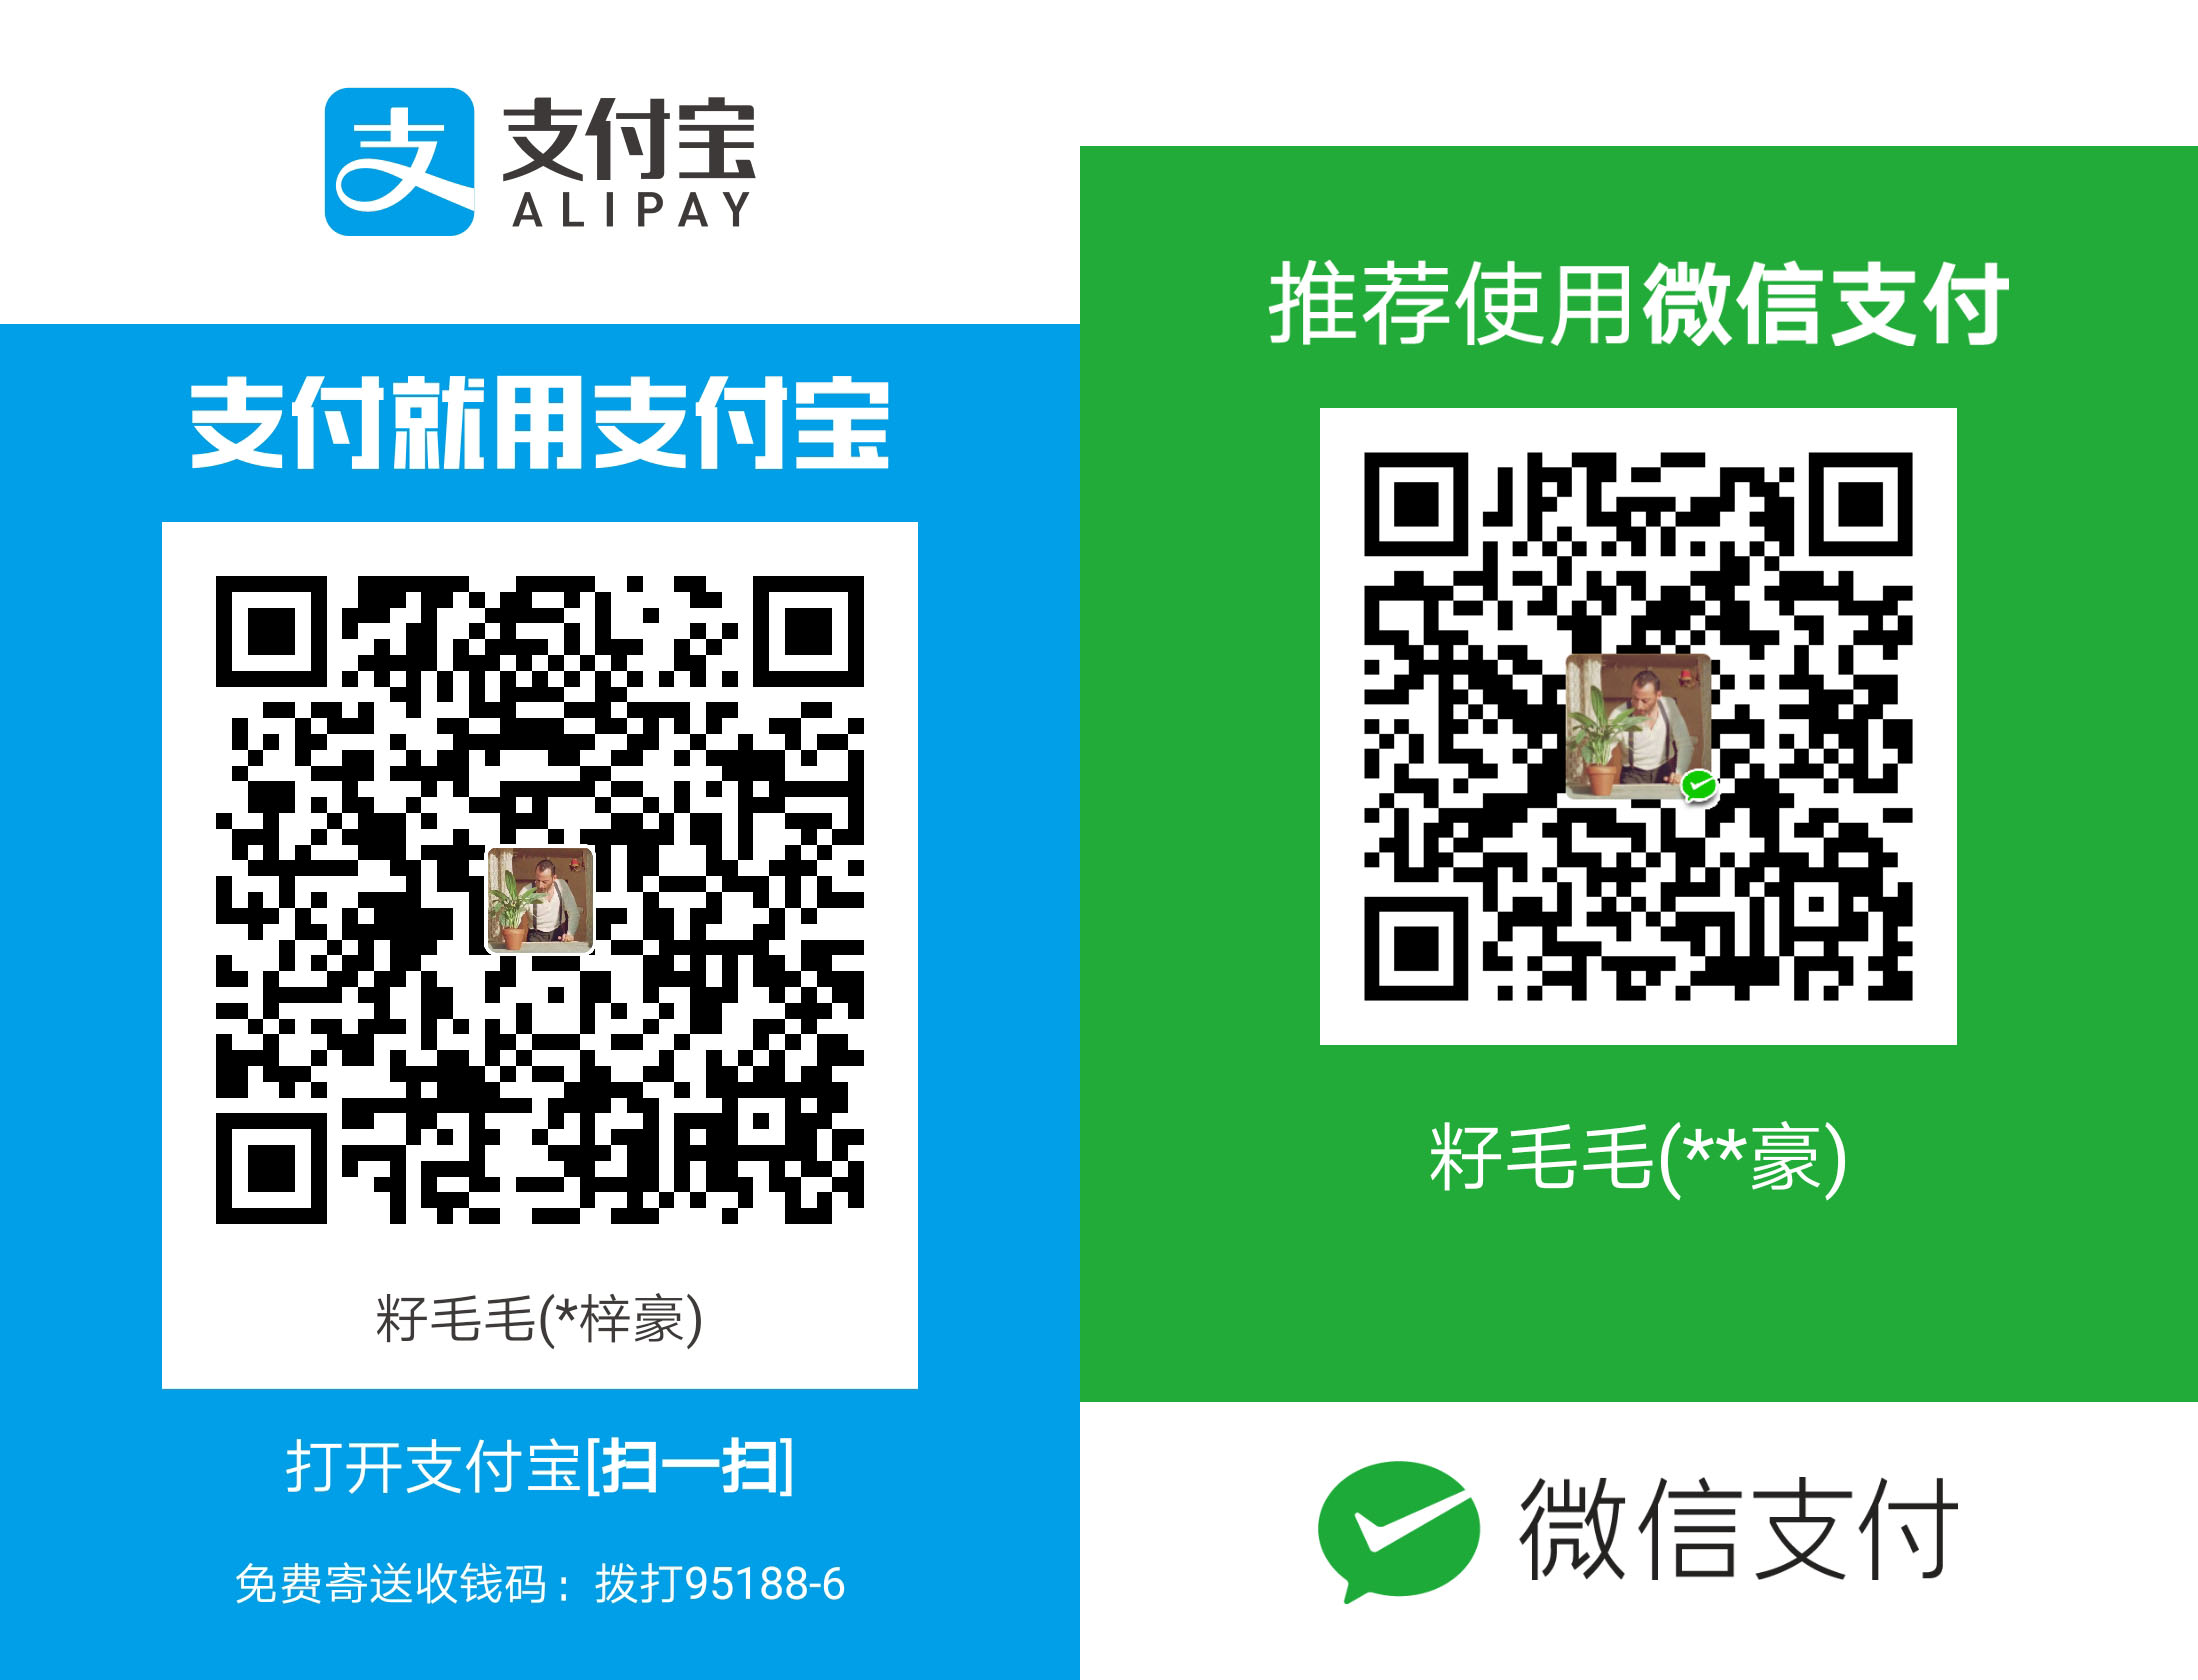 支付宝
ALIPAY
支付就用支付宝
籽毛毛(*梓豪)
打开支付宝[扫一扫]
免费寄送收钱码：拨打95188-6
推荐使用微信支付
籽毛毛(**豪)
微信支付